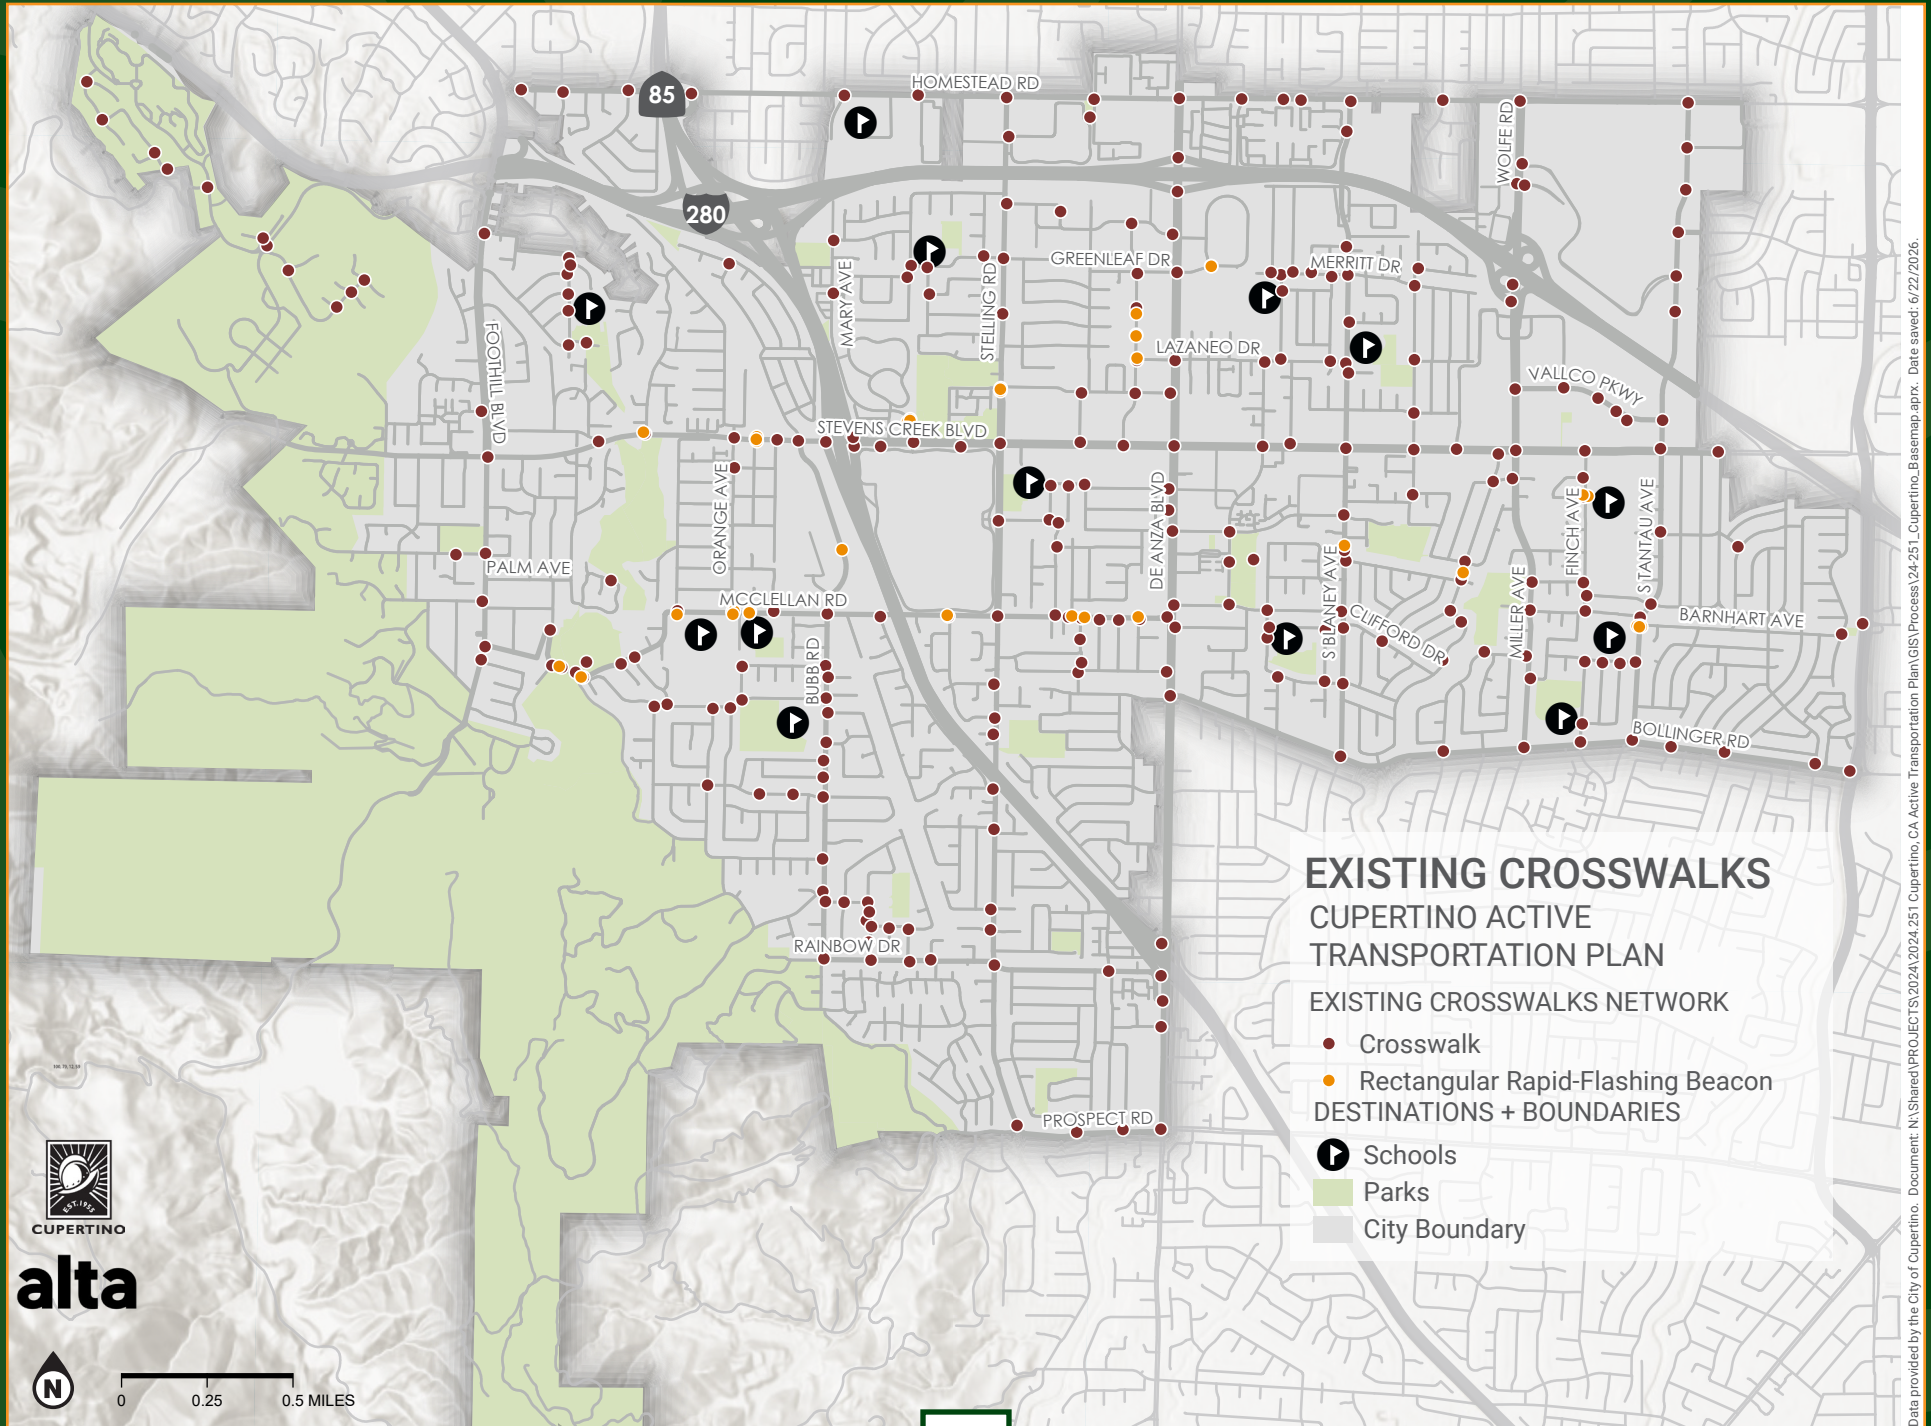 HOMESTEAD RD
85
WOLFE RD
280
GREENLEAF DR
MERRITT DR
MARY AVE
STELLING RD
FOOTHILL BLVD
LAZANEO DR
VALLCO PKWY
STEVENS CREEK BLVD
ORANGE AVE
DE ANZA BLVD
FINCH AVE
S TANTAU AVE
PALM AVE
S BLANEY AVE
MILLER AVE
MCCLELLAN RD
CLIFFORD DR
BARNHART AVE
BUBB RD
BOLLINGER RD
RAINBOW DR
PROSPECT RD
EXISTING CROSSWALKS
CUPERTINO ACTIVE
TRANSPORTATION PLAN
EXISTING CROSSWALKS NETWORK
Crosswalk
Rectangular Rapid-Flashing Beacon
DESTINATIONS + BOUNDARIES
Schools
Parks
City Boundary
EST. 1955
CUPERTINO
alta
N
0 0.25 0.5 MILES
Data provided by the City of Cupertino. Document: N:\Shared\PROJECTS\2024\2024.251 Cupertino, CA Active Transportation Plan\GIS\Process\24-251_Cupertino_Basemap.aprx. Date saved: 6/22/2026.